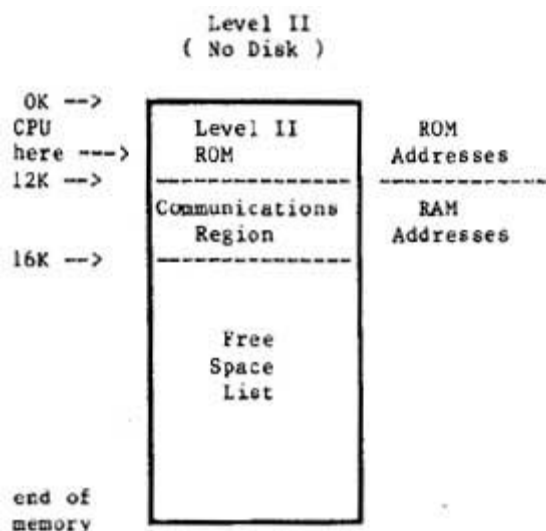 Level II
( No Disk )
OK -->
CPU
here --->
12K -->
16K -->
end of
memory
Level II
ROM
Communications
Region
Free
Space
List
ROM
Addresses
RAM
Addresses